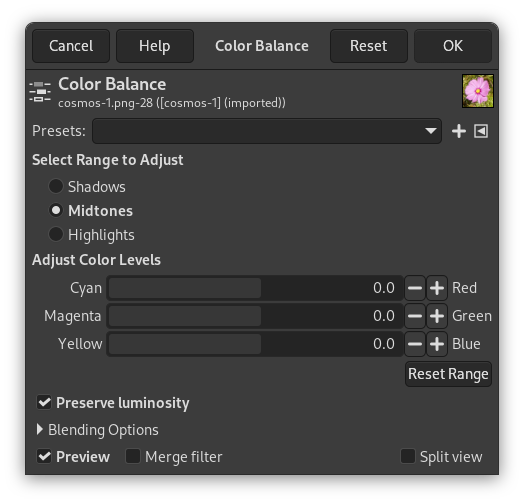 Cancel Help Color Balance Reset OK
Color Balance
cosmos-1.png-28 ([cosmos-1] (imported))
Presets:
Select Range to Adjust
Shadows
Midtones
Highlights
Adjust Color Levels
Cyan 0.0 Red
Magenta 0.0 Green
Yellow 0.0 Blue
Reset Range
Preserve luminosity
Blending Options
Preview Merge filter Split view